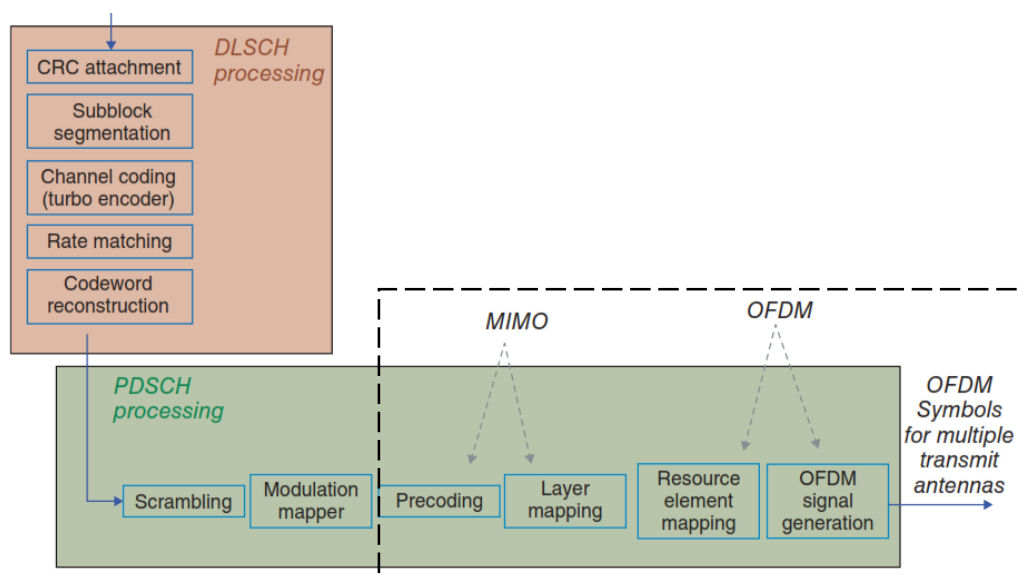 DLSCH
processing
CRC attachment
Subblock
segmentation
Channel coding
(turbo encoder)
Rate matching
Codeword
reconstruction
MIMO
OFDM
PDSCH
processing
OFDM
Symbols
for multiple
transmit
antennas
Scrambling
Modulation
mapper
Precoding
Layer
mapping
Resource
element
mapping
OFDM
signal
generation